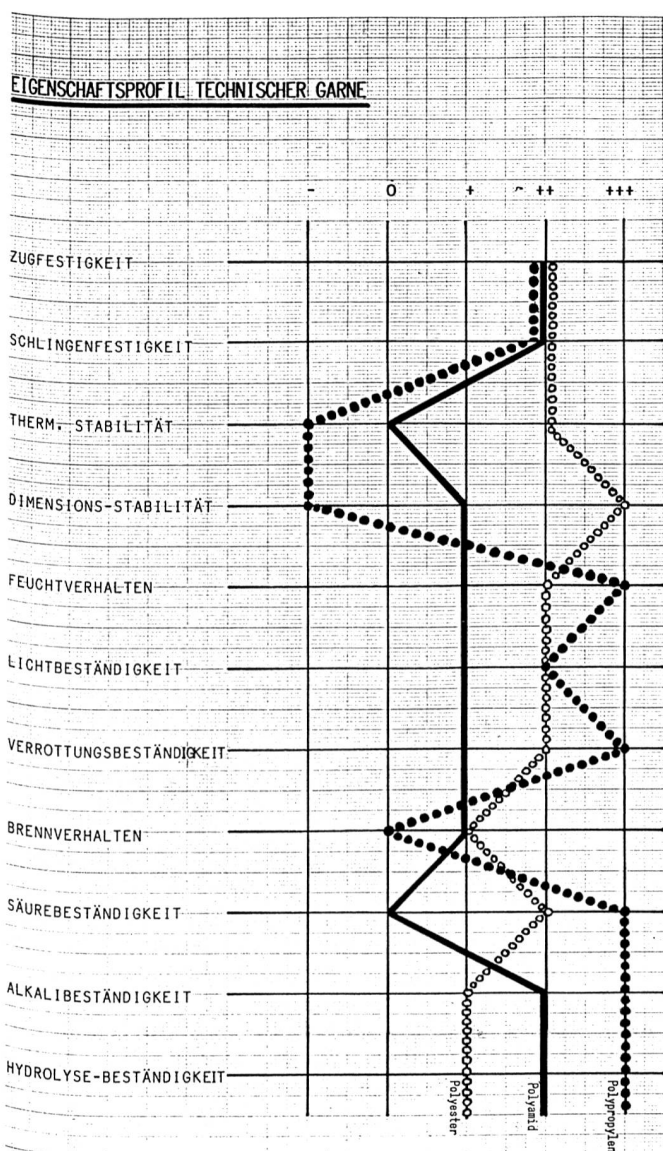 EIGENSCHAFTSPROFIL TECHNISCHER GARNE
- 0 + ~ ++ +++
ZUGFESTIGKEIT
SCHLINGENFESTIGKEIT
THERM. STABILITÄT
DIMENSIONS-STABILITÄT
FEUCHTVERHALTEN
LICHTBESTÄNDIGKEIT
VERROTTUNGSBESTÄNDIGKEIT
BRENNVERHALTEN
SÄUREBESTÄNDIGKEIT
ALKALIBESTÄNDIGKEIT
HYDROLYSE-BESTÄNDIGKEIT
Polyester
Polyamid
Polypropylen